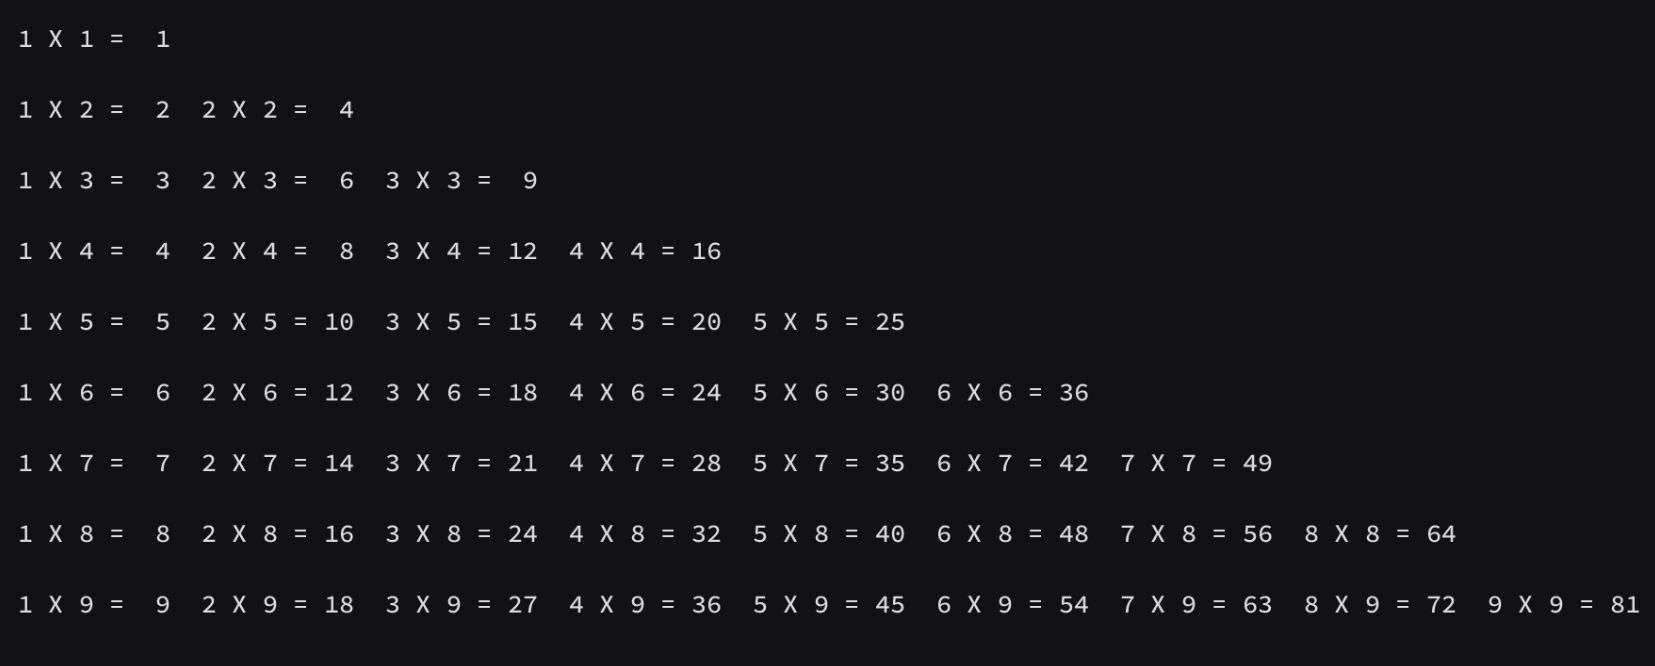 1 X 1 =  1
1 X 2 =  2  2 X 2 =  4
1 X 3 =  3  2 X 3 =  6  3 X 3 =  9
1 X 4 =  4  2 X 4 =  8  3 X 4 = 12  4 X 4 = 16
1 X 5 =  5  2 X 5 = 10  3 X 5 = 15  4 X 5 = 20  5 X 5 = 25
1 X 6 =  6  2 X 6 = 12  3 X 6 = 18  4 X 6 = 24  5 X 6 = 30  6 X 6 = 36
1 X 7 =  7  2 X 7 = 14  3 X 7 = 21  4 X 7 = 28  5 X 7 = 35  6 X 7 = 42  7 X 7 = 49
1 X 8 =  8  2 X 8 = 16  3 X 8 = 24  4 X 8 = 32  5 X 8 = 40  6 X 8 = 48  7 X 8 = 56  8 X 8 = 64
1 X 9 =  9  2 X 9 = 18  3 X 9 = 27  4 X 9 = 36  5 X 9 = 45  6 X 9 = 54  7 X 9 = 63  8 X 9 = 72  9 X 9 = 81